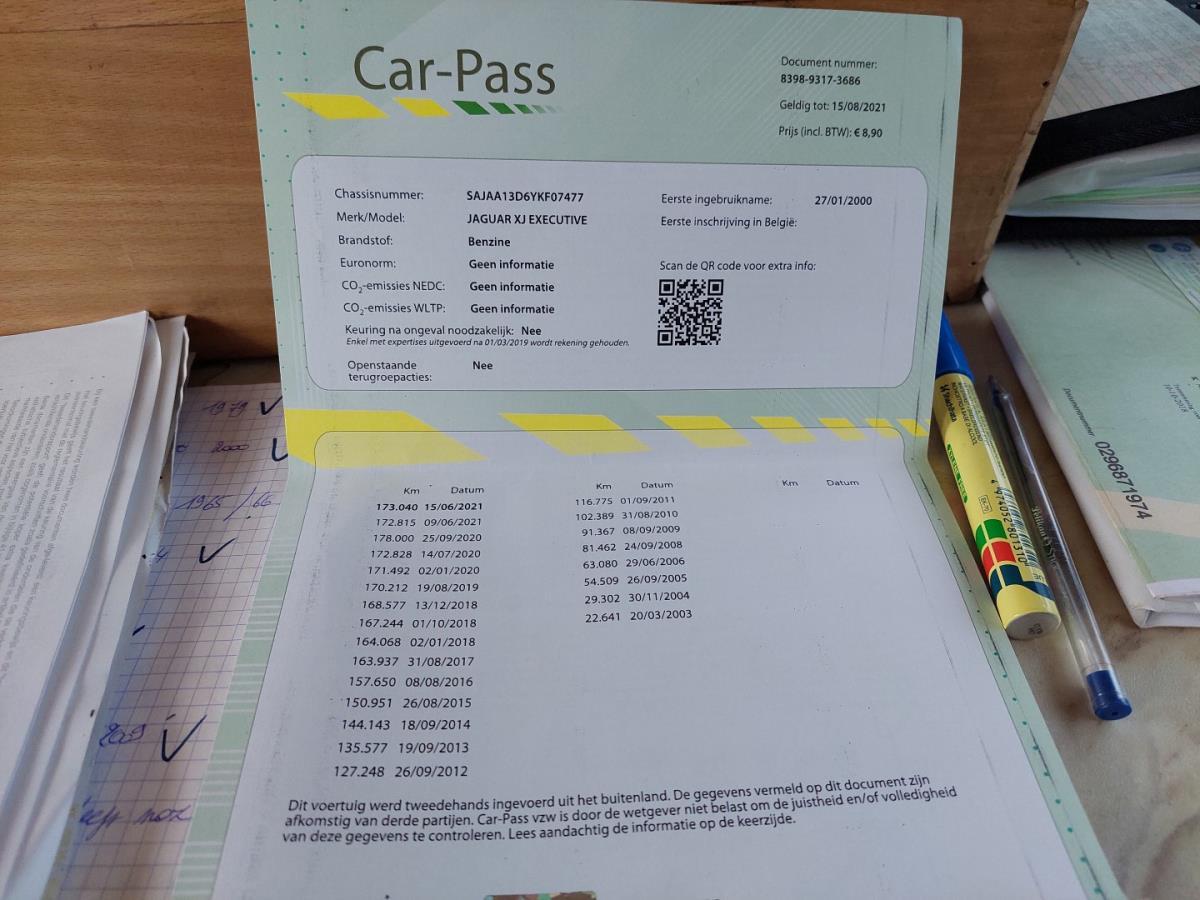 Car-Pass
Document nummer:
8398-9317-3686
Geldig tot: 15/08/2021
Prijs (incl. BTW): € 8,90
Chassisnummer: SAJAA13D6YKF07477
Merk/Model: JAGUAR XJ EXECUTIVE
Brandstof: Benzine
Euronorm: Geen informatie
CO2-emissies NEDC: Geen informatie
CO2-emissies WLTP: Geen informatie
Keuring na ongeval noodzakelijk: Nee
Enkel met expertises uitgevoerd na 01/03/2019 wordt rekening gehouden.
Openstaande
terugroepacties: Nee
Eerste ingebruikname: 27/01/2000
Eerste inschrijving in België:
Scan de QR code voor extra info:
Km Datum
173.040 15/06/2021
172.815 09/06/2021
178.000 25/09/2020
172.828 14/07/2020
171.492 02/01/2020
170.212 19/08/2019
168.577 13/12/2018
167.244 01/10/2018
164.068 02/01/2018
163.937 31/08/2017
157.650 08/08/2016
150.951 26/08/2015
144.143 18/09/2014
135.577 19/09/2013
127.248 26/09/2012
Km Datum
116.775 01/09/2011
102.389 31/08/2010
91.367 08/09/2009
81.462 24/09/2008
63.080 29/06/2006
54.509 26/09/2005
29.302 30/11/2004
22.641 20/03/2003
Km Datum
Dit voertuig werd tweedehands ingevoerd uit het buitenland. De gegevens vermeld op dit document zijn
afkomstig van derde partijen. Car-Pass vzw is door de wetgever niet belast om de juistheid en/of volledigheid
van deze gegevens te controleren. Lees aandachtig de informatie op de keerzijde.
1979
2000
1965/66
2009
Documentnummer
0296871974
4 974052 801310